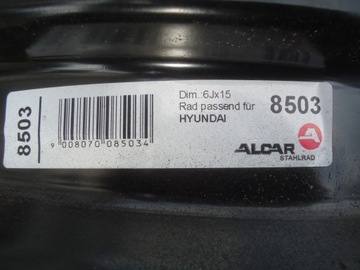 8503
9 008070 085034
Dim. 6Jx15
Rad passend für
HYUNDAI
8503
ALCAR
STAHLRAD